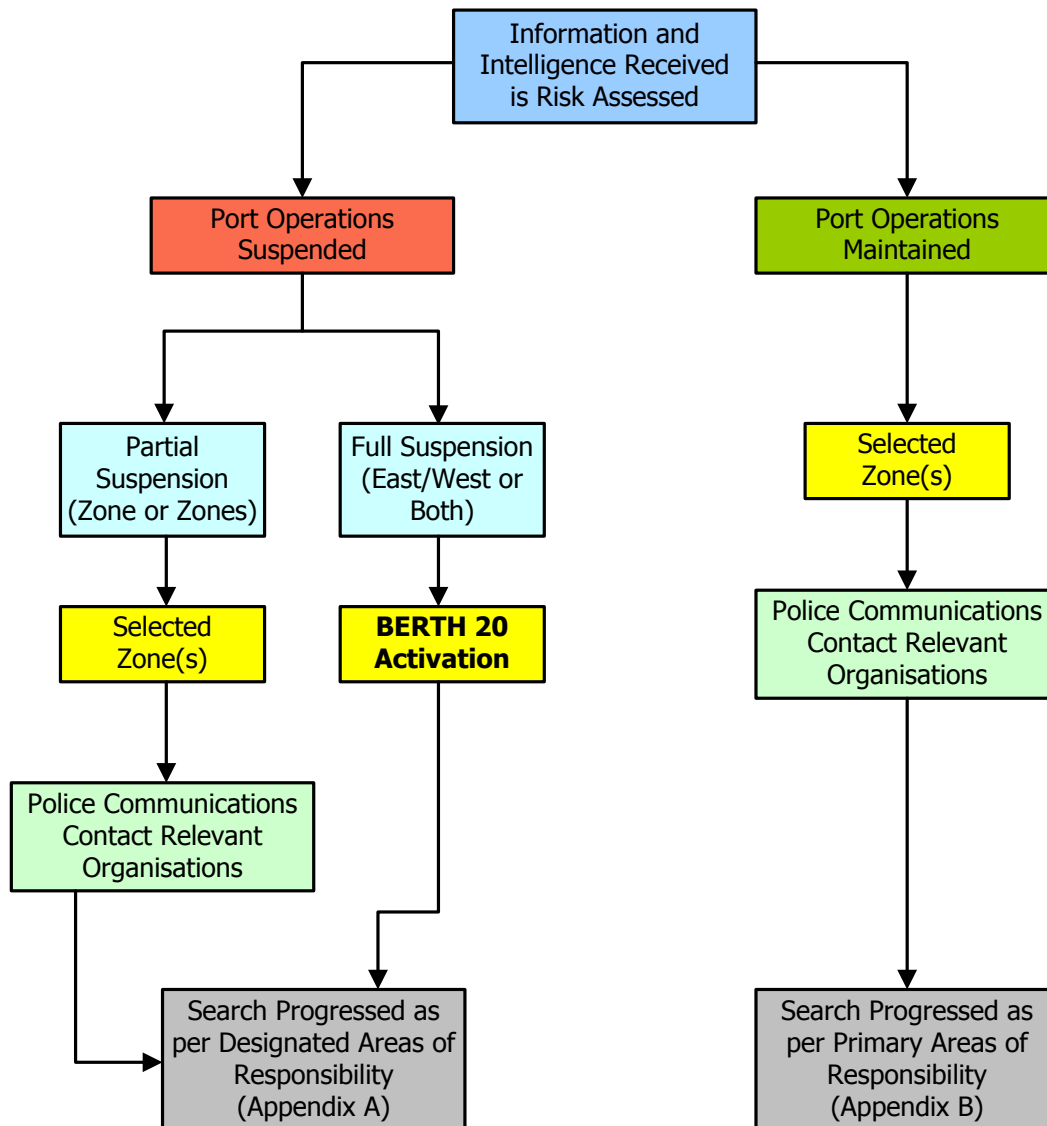 Information and
Intelligence Received
is Risk Assessed
Port Operations
Suspended
Port Operations
Maintained
Partial
Suspension
(Zone or Zones)
Full Suspension
(East/West or
Both)
Selected
Zone(s)
Selected
Zone(s)
BERTH 20
Activation
Police Communications
Contact Relevant
Organisations
Police Communications
Contact Relevant
Organisations
Search Progressed as
per Designated Areas of
Responsibility
(Appendix A)
Search Progressed as
per Primary Areas of
Responsibility
(Appendix B)